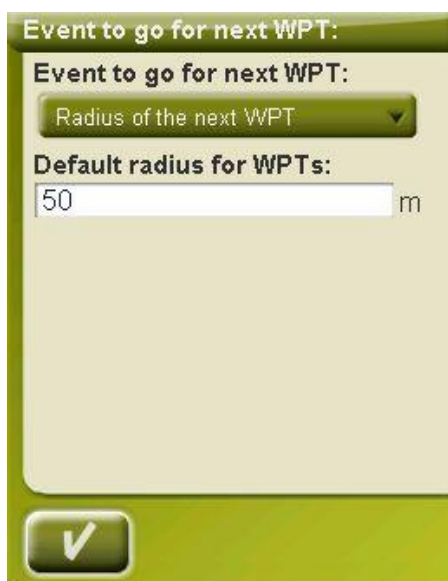 Event to go for next WPT:
Event to go for next WPT:
Radius of the next WPT
Default radius for WPTs:
50 m